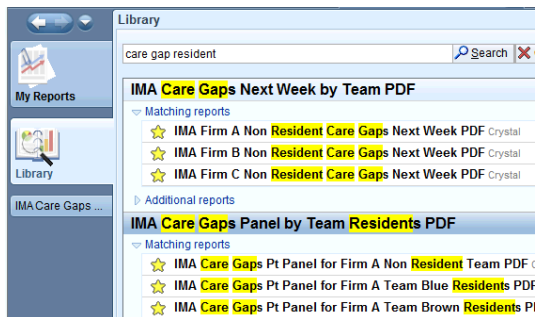 Library
care gap resident
Search
My Reports
Library
IMA Care Gaps ...
IMA Care Gaps Next Week by Team PDF
Matching reports
IMA Firm A Non Resident Care Gaps Next Week PDF Crystal
IMA Firm B Non Resident Care Gaps Next Week PDF Crystal
IMA Firm C Non Resident Care Gaps Next Week PDF Crystal
Additional reports
IMA Care Gaps Panel by Team Residents PDF
Matching reports
IMA Care Gaps Pt Panel for Firm A Non Resident Team PDF
IMA Care Gaps Pt Panel for Firm A Team Blue Residents PDF
IMA Care Gaps Pt Panel for Firm A Team Brown Residents P